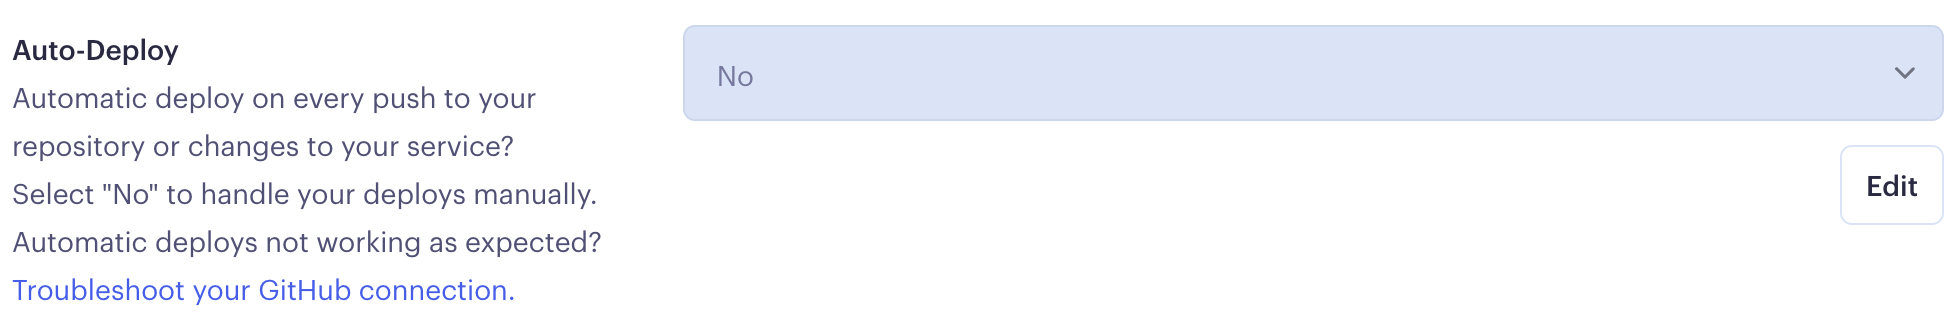 Auto-Deploy
Automatic deploy on every push to your
repository or changes to your service?
Select "No" to handle your deploys manually.
Automatic deploys not working as expected?
Troubleshoot your GitHub connection.
No
Edit